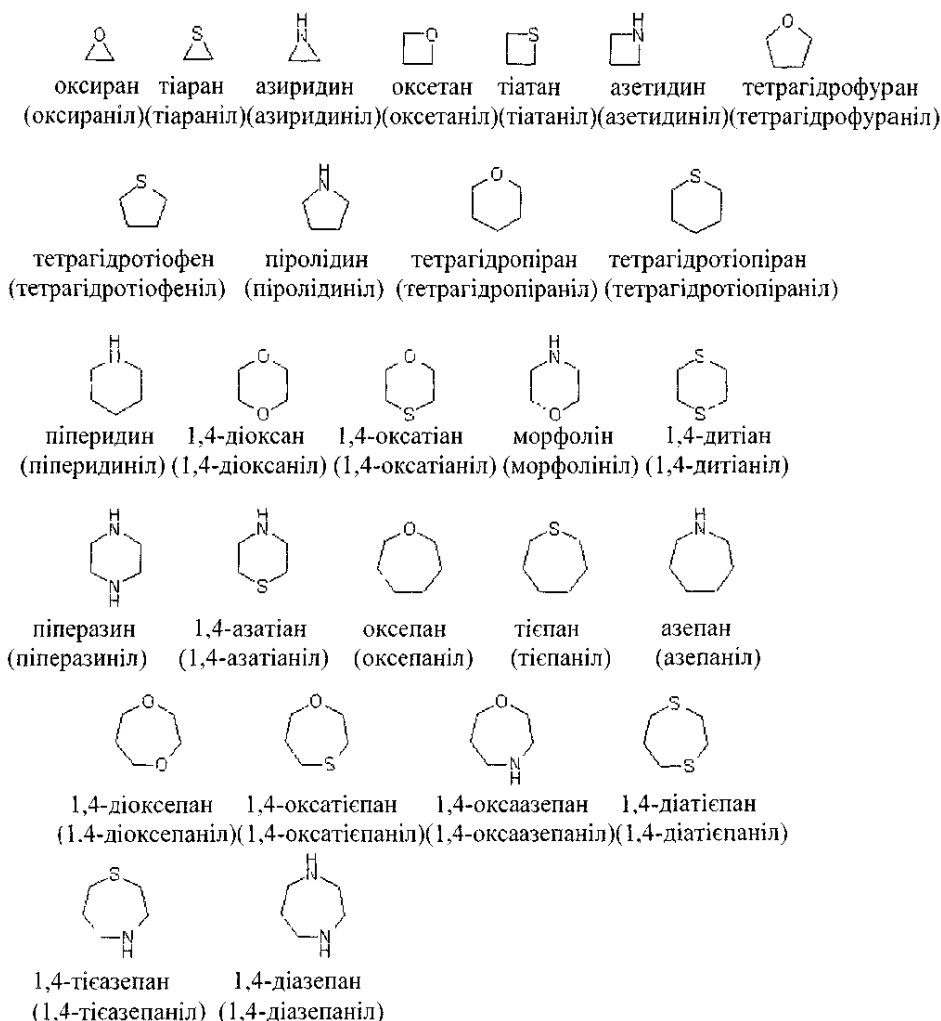 O S H N O S H N O
оксиран тіаран азиридин оксетан тіатан азетидин тетрагідрофуран
(оксираніл)(тіараніл)(азиридиніл)(оксетаніл)(тіатаніл)(азетидиніл)(тетрагідрофураніл)
S H N O S
тетрагідротіофен піролідин тетрагідропіран тетрагідротіопіран
(тетрагідротіофеніл) (піролідиніл) (тетрагідропіраніл) (тетрагідротіопіраніл)
H N O O H N S
O S O S
піперидин 1,4-діоксан 1,4-оксатіан морфолін 1,4-дитіан
(піперидиніл) (1,4-діоксаніл) (1,4-оксатіаніл) (морфолініл) (1,4-дитіаніл)
H N H N O S H N
N H S
піперазин 1,4-азатіан оксепан тієпан азепан
(піперазиніл) (1,4-азатіаніл) (оксепаніл) (тієпаніл) (азепаніл)
O O O S
O S N H S
1,4-діоксепан 1,4-оксатієпан 1,4-оксаазепан 1,4-діатієпан
(1,4-діоксепаніл)(1,4-оксатієпаніл)(1,4-оксаазепаніл)(1,4-діатієпаніл)
S H N
N H N H
1,4-тієазепан 1,4-діазепан
(1,4-тієазепаніл) (1,4-діазепаніл)